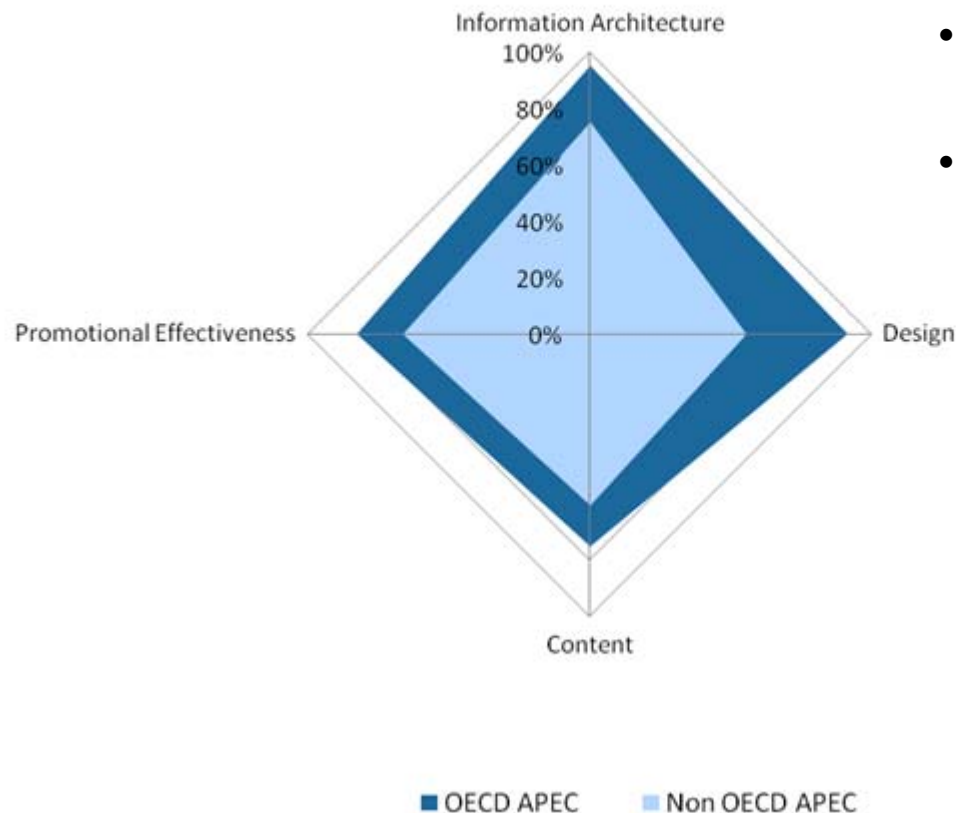 Information Architecture
100%
80%
60%
40%
20%
0%
Promotional Effectiveness
Design
Content
OECD APEC
Non OECD APEC